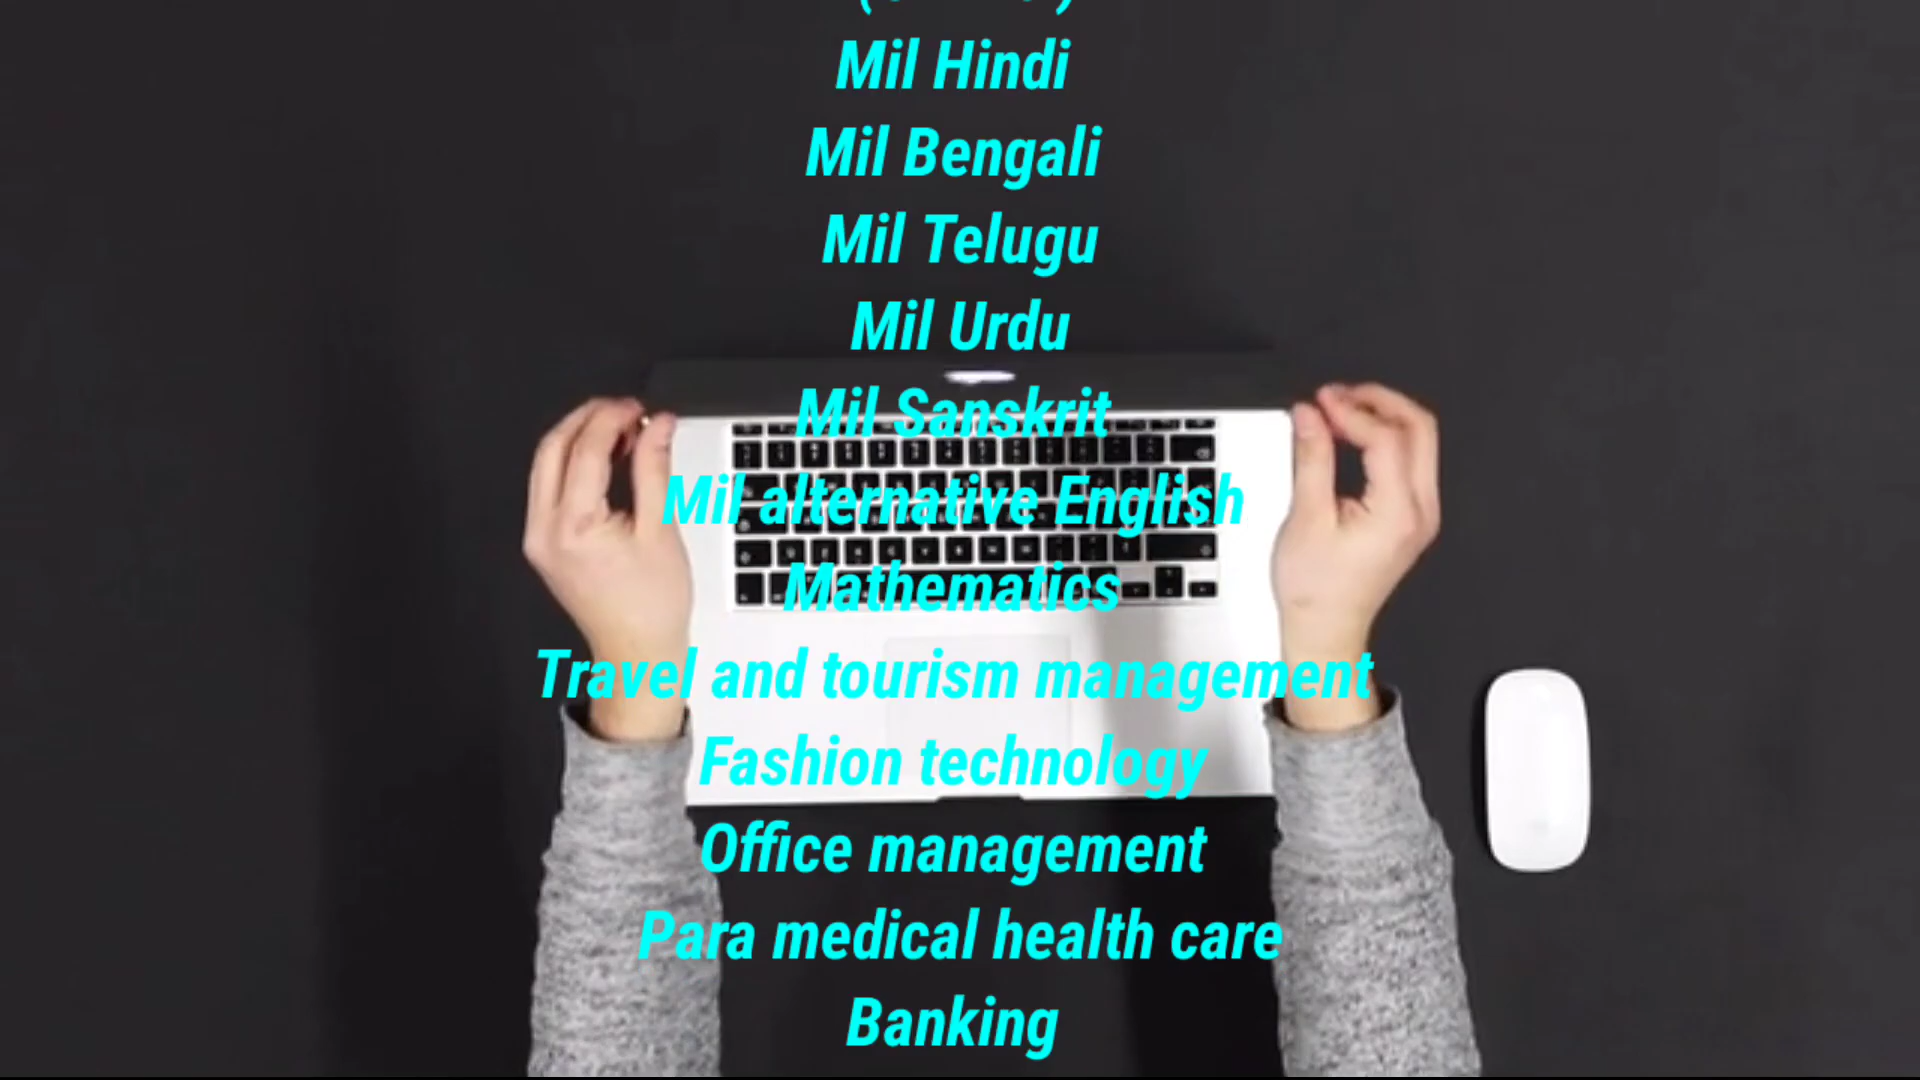 Mil Hindi
Mil Bengali
Mil Telugu
Mil Urdu
Mil Sanskrit
Mil alternative English
Mathematics
Travel and tourism management
Fashion technology
Office management
Para medical health care
Banking